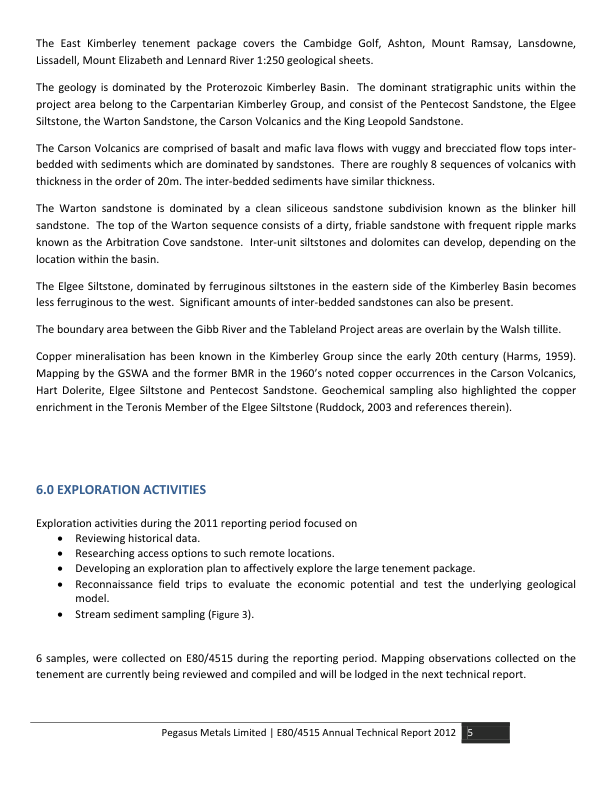 The East Kimberley tenement package covers the Cambidge Golf, Ashton, Mount Ramsay, Lansdowne,
Lissadell, Mount Elizabeth and Lennard River 1:250 geological sheets.
The geology is dominated by the Proterozoic Kimberley Basin. The dominant stratigraphic units within the
project area belong to the Carpentarian Kimberley Group, and consist of the Pentecost Sandstone, the Elgee
Siltstone, the Warton Sandstone, the Carson Volcanics and the King Leopold Sandstone.
The Carson Volcanics are comprised of basalt and mafic lava flows with vuggy and brecciated flow tops inter-
bedded with sediments which are dominated by sandstones. There are roughly 8 sequences of volcanics with
thickness in the order of 20m. The inter-bedded sediments have similar thickness.
The Warton sandstone is dominated by a clean siliceous sandstone subdivision known as the blinker hill
sandstone. The top of the Warton sequence consists of a dirty, friable sandstone with frequent ripple marks
known as the Arbitration Cove sandstone. Inter-unit siltstones and dolomites can develop, depending on the
location within the basin.
The Elgee Siltstone, dominated by ferruginous siltstones in the eastern side of the Kimberley Basin becomes
less ferruginous to the west. Significant amounts of inter-bedded sandstones can also be present.
The boundary area between the Gibb River and the Tableland Project areas are overlain by the Walsh tillite.
Copper mineralisation has been known in the Kimberley Group since the early 20th century (Harms, 1959).
Mapping by the GSWA and the former BMR in the 1960's noted copper occurrences in the Carson Volcanics,
Hart Dolerite, Elgee Siltstone and Pentecost Sandstone. Geochemical sampling also highlighted the copper
enrichment in the Teronis Member of the Elgee Siltstone (Ruddock, 2003 and references therein).
6.0 EXPLORATION ACTIVITIES
Exploration activities during the 2011 reporting period focused on
• Reviewing historical data.
• Researching access options to such remote locations.
• Developing an exploration plan to affectively explore the large tenement package.
• Reconnaissance field trips to evaluate the economic potential and test the underlying geological
model.
• Stream sediment sampling (Figure 3).
6 samples, were collected on E80/4515 during the reporting period. Mapping observations collected on the
tenement are currently being reviewed and compiled and will be lodged in the next technical report.
Pegasus Metals Limited | E80/4515 Annual Technical Report 2012 5